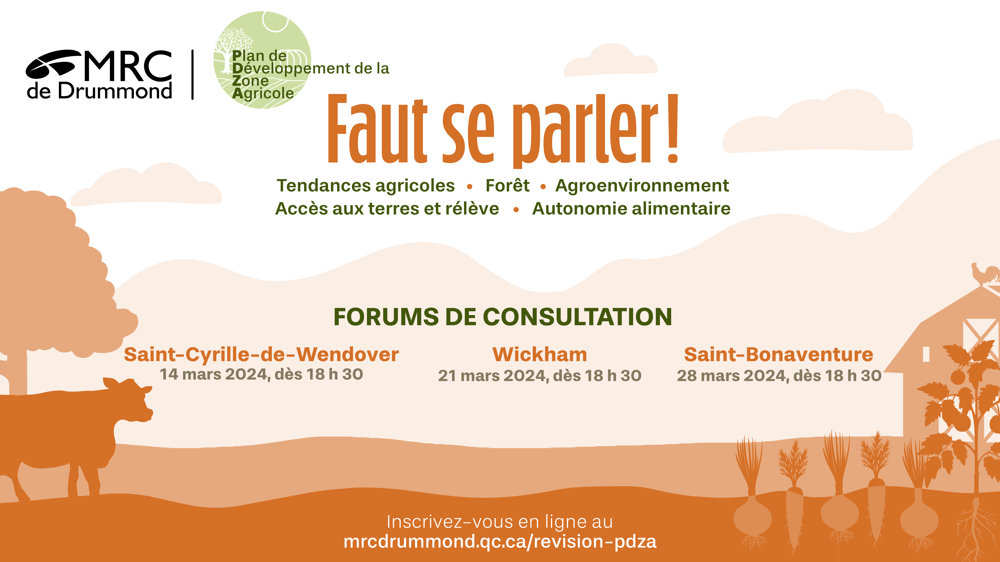 MRC
de Drummond
Plan de
Développement de la
Zone
Agricole
Faut se parler !
Tendances agricoles • Forêt • Agroenvironnement
Accès aux terres et rélève • Autonomie alimentaire
FORUMS DE CONSULTATION
Saint-Cyrille-de-Wendover
14 mars 2024, dès 18 h 30
Wickham
21 mars 2024, dès 18 h 30
Saint-Bonaventure
28 mars 2024, dès 18 h 30
Inscrivez-vous en ligne au
mrcdrummond.qc.ca/revision-pdza